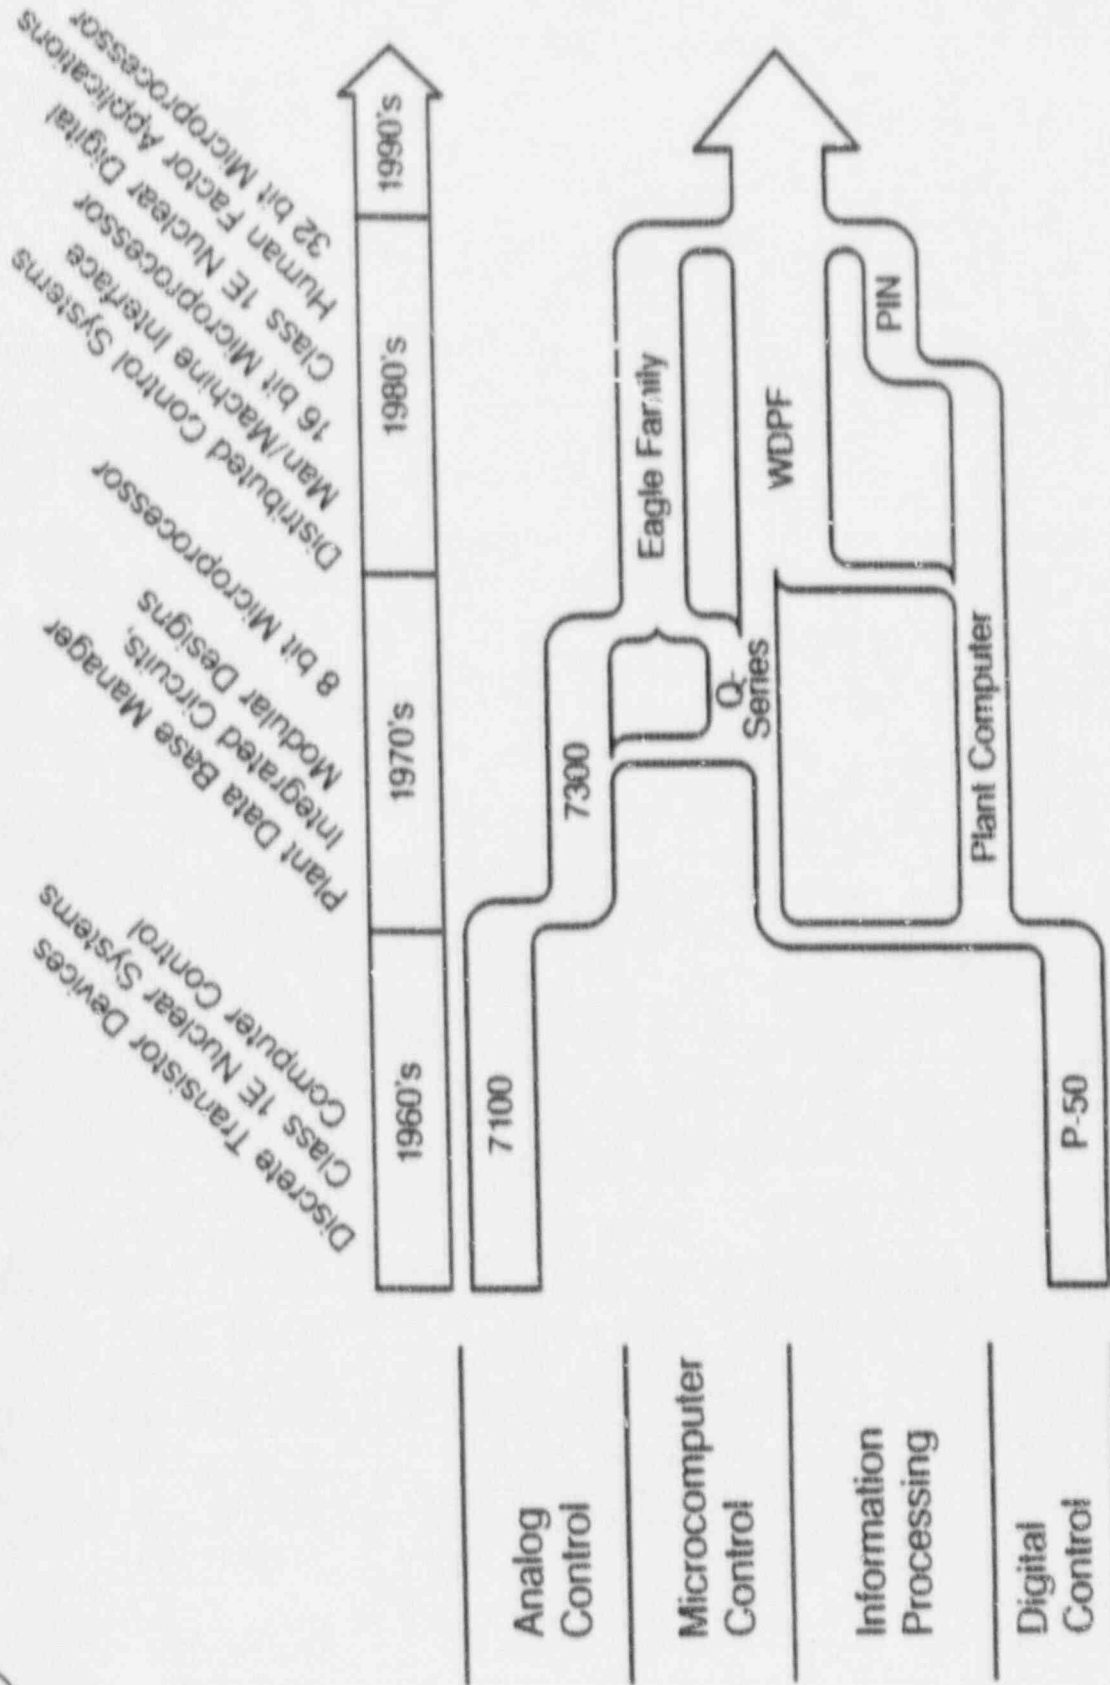 Discrete Transistor Devices
Class 1E Nuclear Systems
Computer Control
Plant Data Base Manager
Integrated Circuits,
Modular Designs
8 bit Microprocessor
Distributed Control Systems
Man/Machine Interface
16 bit Microprocessor
Class 1E Nuclear Digital
Human Factor Applications
32 bit Microprocessor
1960's
1970's
1980's
1990's
Analog
Control
7100
7300
Eagle Family
Microcomputer
Control
Q-
Series
WDPF
Information
Processing
Plant Computer
PIN
Digital
Control
P-50